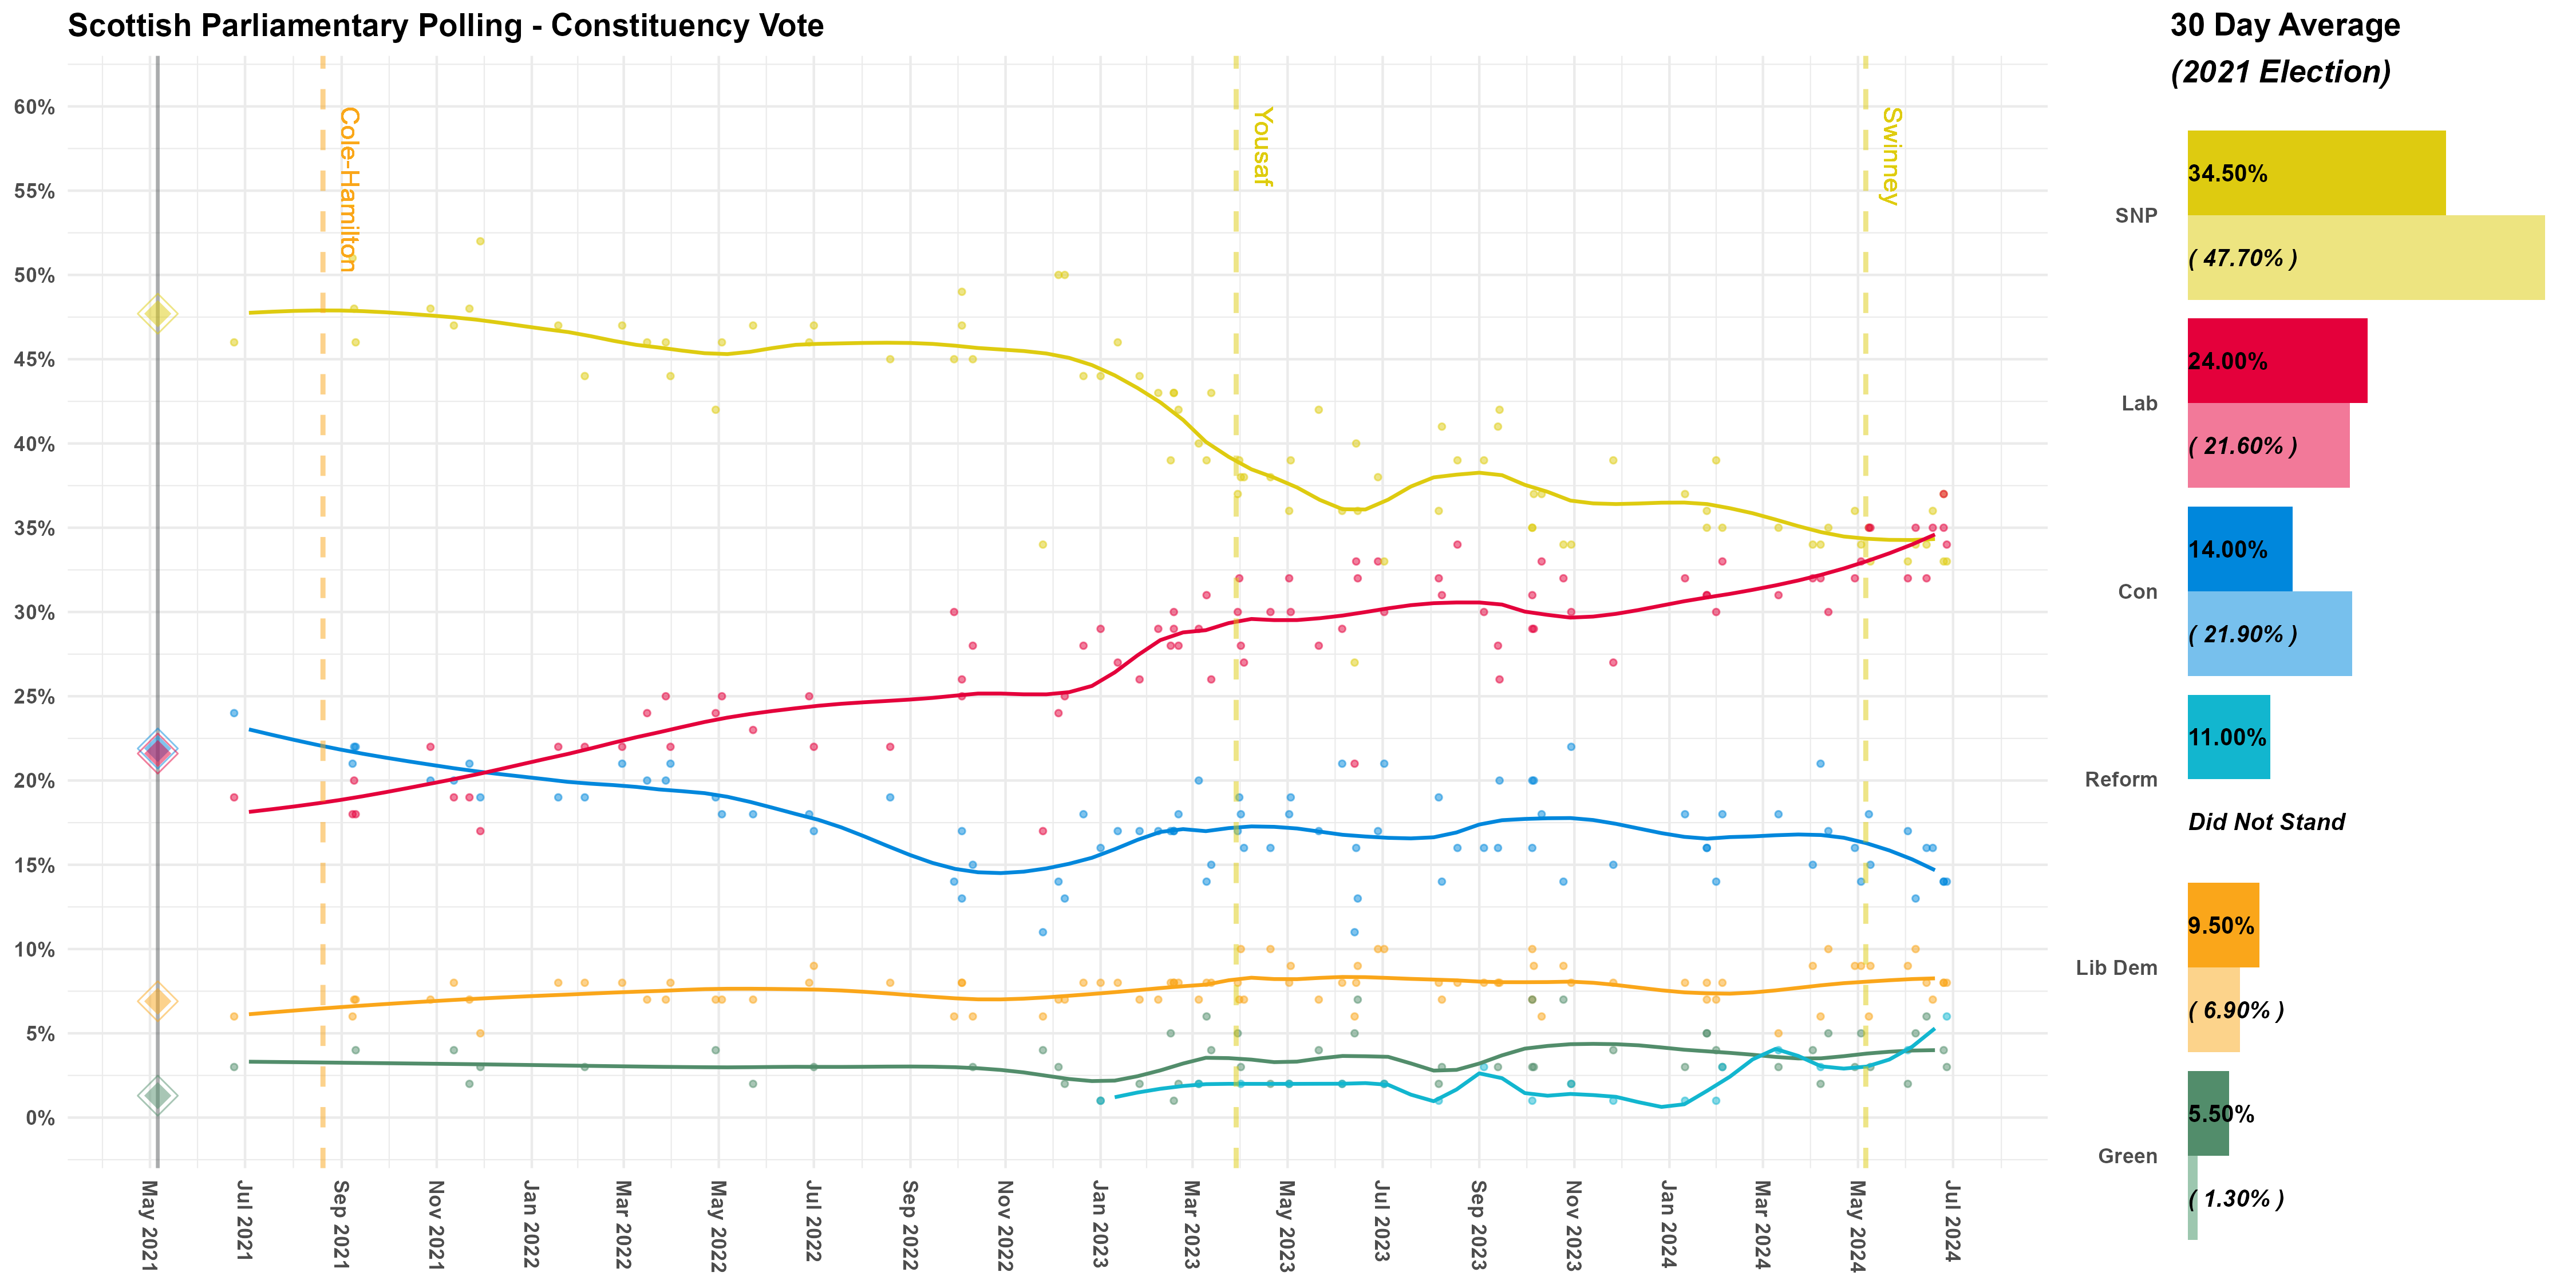 Scottish Parliamentary Polling - Constituency Vote
60%
55%
50%
45%
40%
35%
30%
25%
20%
15%
10%
5%
0%
Cole-Hamilton
Yousaf
Swinney
May 2021
Jul 2021
Sep 2021
Nov 2021
Jan 2022
Mar 2022
May 2022
Jul 2022
Sep 2022
Nov 2022
Jan 2023
Mar 2023
May 2023
Jul 2023
Sep 2023
Nov 2023
Jan 2024
Mar 2024
May 2024
Jul 2024
30 Day Average
(2021 Election)
SNP
34.50%
( 47.70% )
Lab
24.00%
( 21.60% )
Con
14.00%
( 21.90% )
Reform
11.00%
Did Not Stand
Lib Dem
9.50%
( 6.90% )
Green
5.50%
( 1.30% )